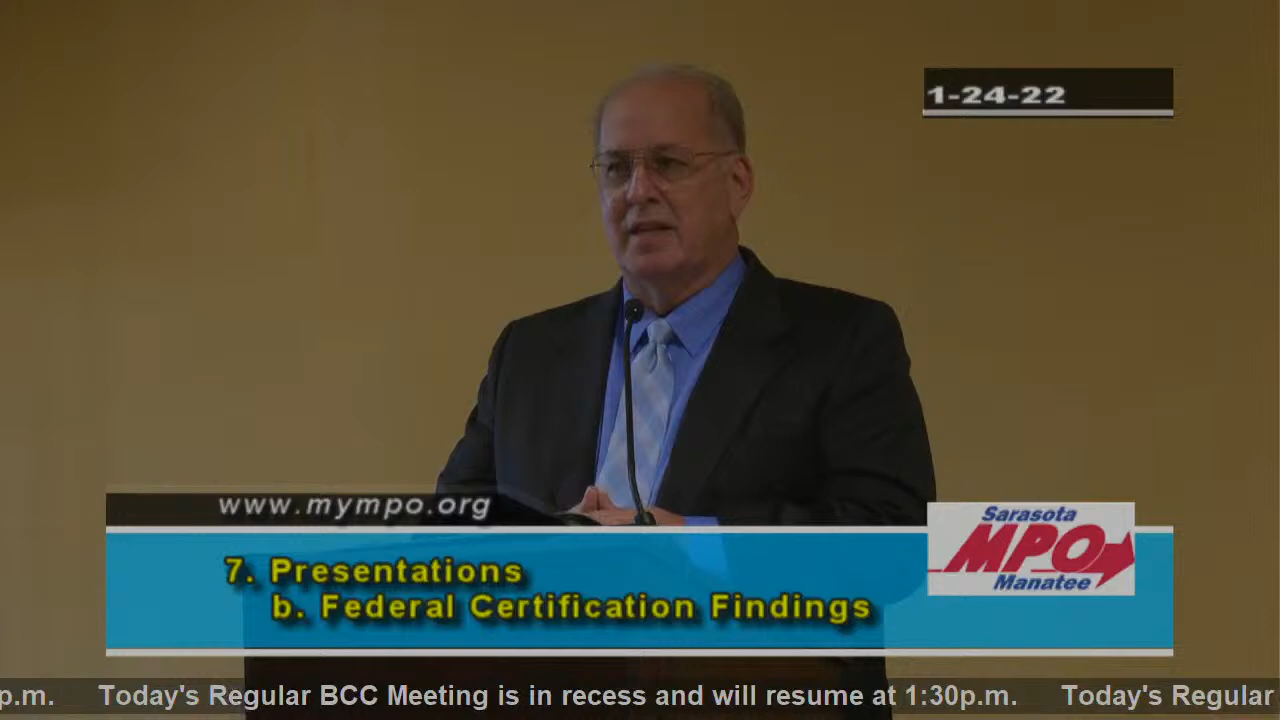 1-24-22
www.mympo.org
Sarasota
MPO
Manatee
7. Presentations
b. Federal Certification Findings
p.m. Today's Regular BCC Meeting is in recess and will resume at 1:30p.m. Today's Regular